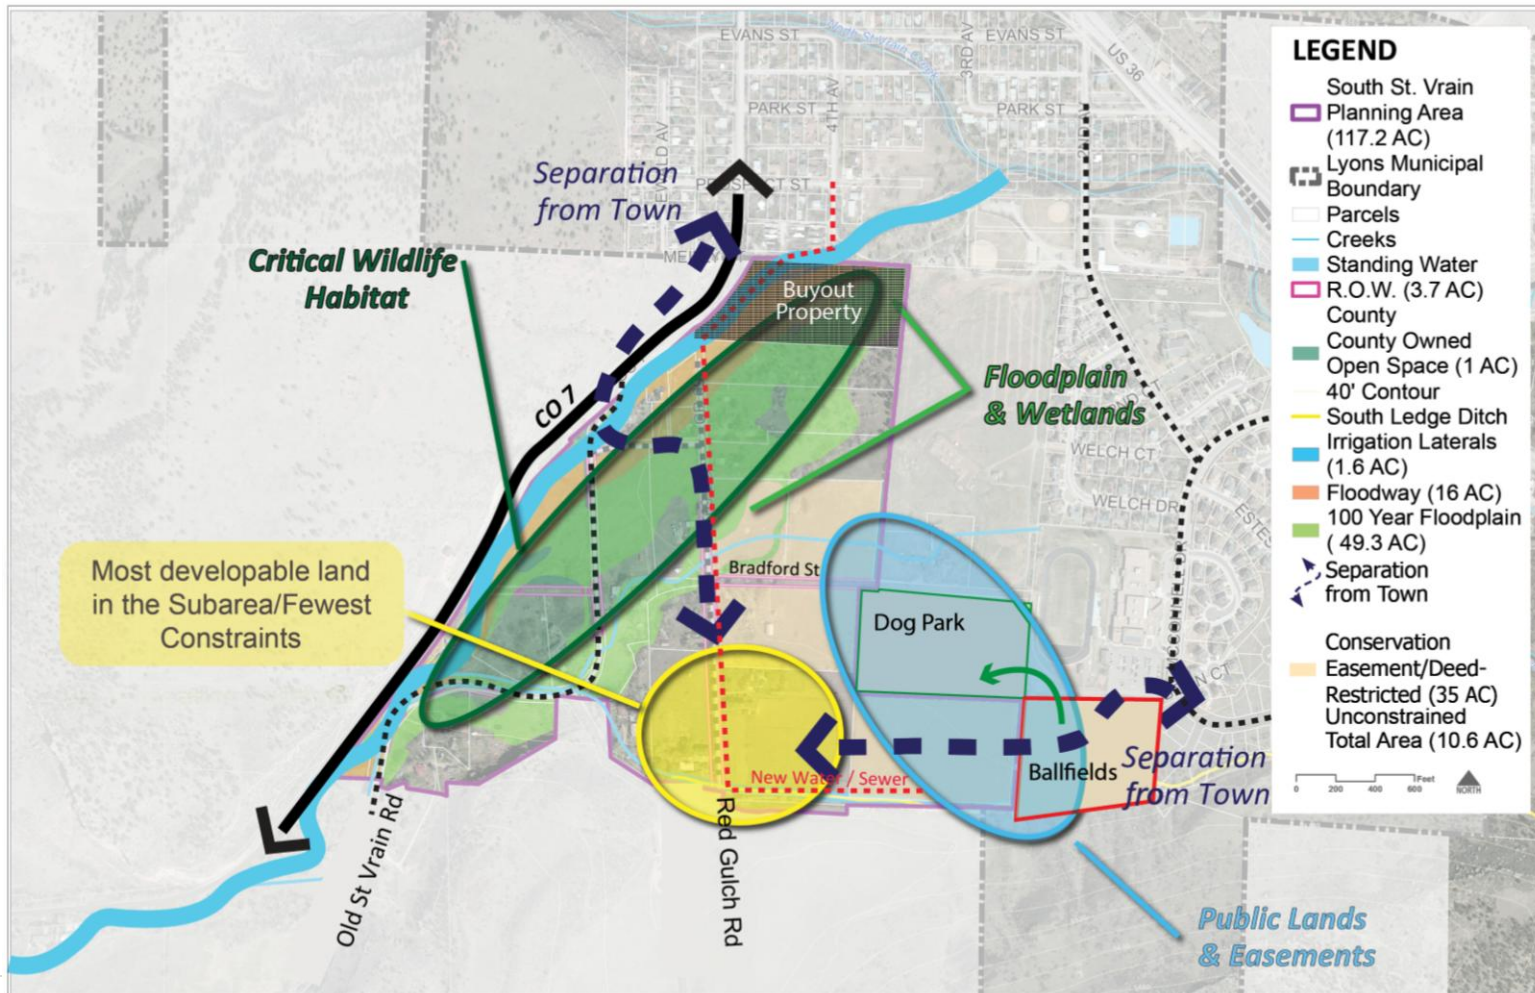 EVANS ST
EVANS ST
3RD AV
US 36
PARK ST
PARK ST
4TH AV
Separation
from Town
Critical Wildlife
Habitat
CO 7
Buyout
Property
Floodplain
& Wetlands
WELCH CT
WELCH DR
Most developable land
in the Subarea/Fewest
Constraints
Bradford St
Dog Park
New Water / Sewer
Ballfields
Separation
from Town
Old St Vrain Rd
Red Gulch Rd
Public Lands
& Easements
LEGEND
South St. Vrain
Planning Area
(117.2 AC)
Lyons Municipal
Boundary
Parcels
Creeks
Standing Water
R.O.W. (3.7 AC)
County
County Owned
Open Space (1 AC)
40' Contour
South Ledge Ditch
Irrigation Laterals
(1.6 AC)
Floodway (16 AC)
100 Year Floodplain
( 49.3 AC)
Separation
from Town
Conservation
Easement/Deed-
Restricted (35 AC)
Unconstrained
Total Area (10.6 AC)
Feet
0 200 400 600
NORTH